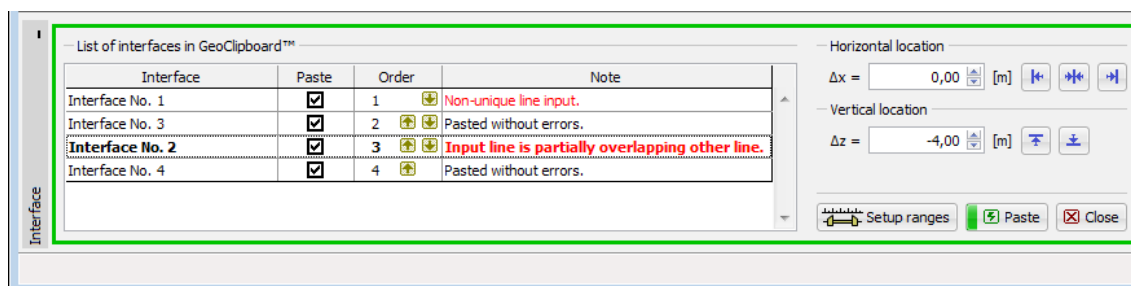 List of interfaces in GeoClipboard™
Interface Paste Order Note
Interface No. 1 1 Non-unique line input.
Interface No. 3 2 Pasted without errors.
Interface No. 2 3 Input line is partially overlapping other line.
Interface No. 4 4 Pasted without errors.
Horizontal location
Δx = 0,00 [m]
Vertical location
Δz = -4,00 [m]
Setup ranges Paste Close
Interface